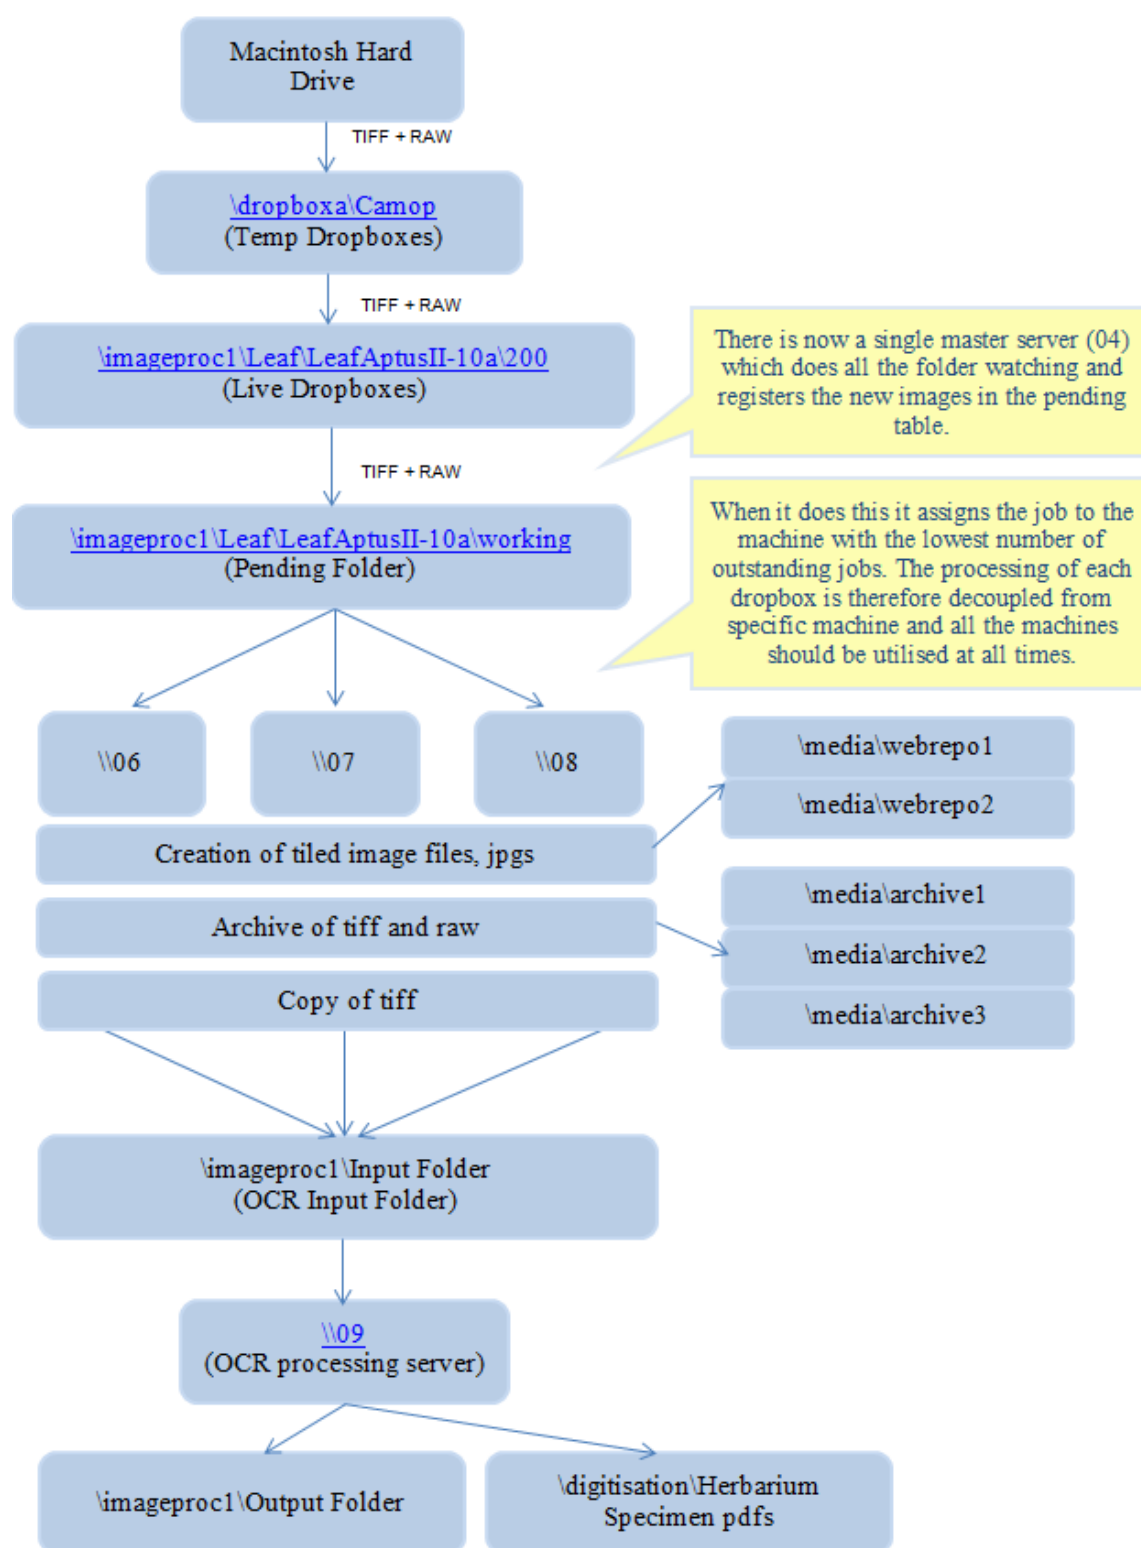 Macintosh Hard
Drive
TIFF + RAW
\dropboxa\Camop
(Temp Dropboxes)
TIFF + RAW
\imageproc1\Leaf\LeafAptusII-10a\200
(Live Dropboxes)
There is now a single master server (04)
which does all the folder watching and
registers the new images in the pending
table.
TIFF + RAW
\imageproc1\Leaf\LeafAptusII-10a\working
(Pending Folder)
When it does this it assigns the job to the
machine with the lowest number of
outstanding jobs. The processing of each
dropbox is therefore decoupled from
specific machine and all the machines
should be utilised at all times.
\\06
\\07
\\08
\media\webrepo1
\media\webrepo2
Creation of tiled image files, jpgs
\media\archive1
Archive of tiff and raw
\media\archive2
Copy of tiff
\media\archive3
\imageproc1\Input Folder
(OCR Input Folder)
\\09
(OCR processing server)
\imageproc1\Output Folder
\digitisation\Herbarium
Specimen pdfs